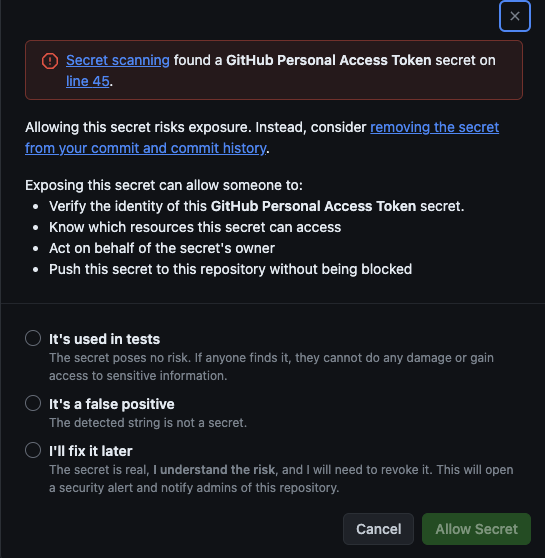 Secret scanning found a GitHub Personal Access Token secret on
line 45.
Allowing this secret risks exposure. Instead, consider removing the secret
from your commit and commit history.
Exposing this secret can allow someone to:
• Verify the identity of this GitHub Personal Access Token secret.
• Know which resources this secret can access
• Act on behalf of the secret's owner
• Push this secret to this repository without being blocked
It's used in tests
The secret poses no risk. If anyone finds it, they cannot do any damage or gain
access to sensitive information.
It's a false positive
The detected string is not a secret.
I'll fix it later
The secret is real, I understand the risk, and I will need to revoke it. This will open
a security alert and notify admins of this repository.
Cancel Allow Secret